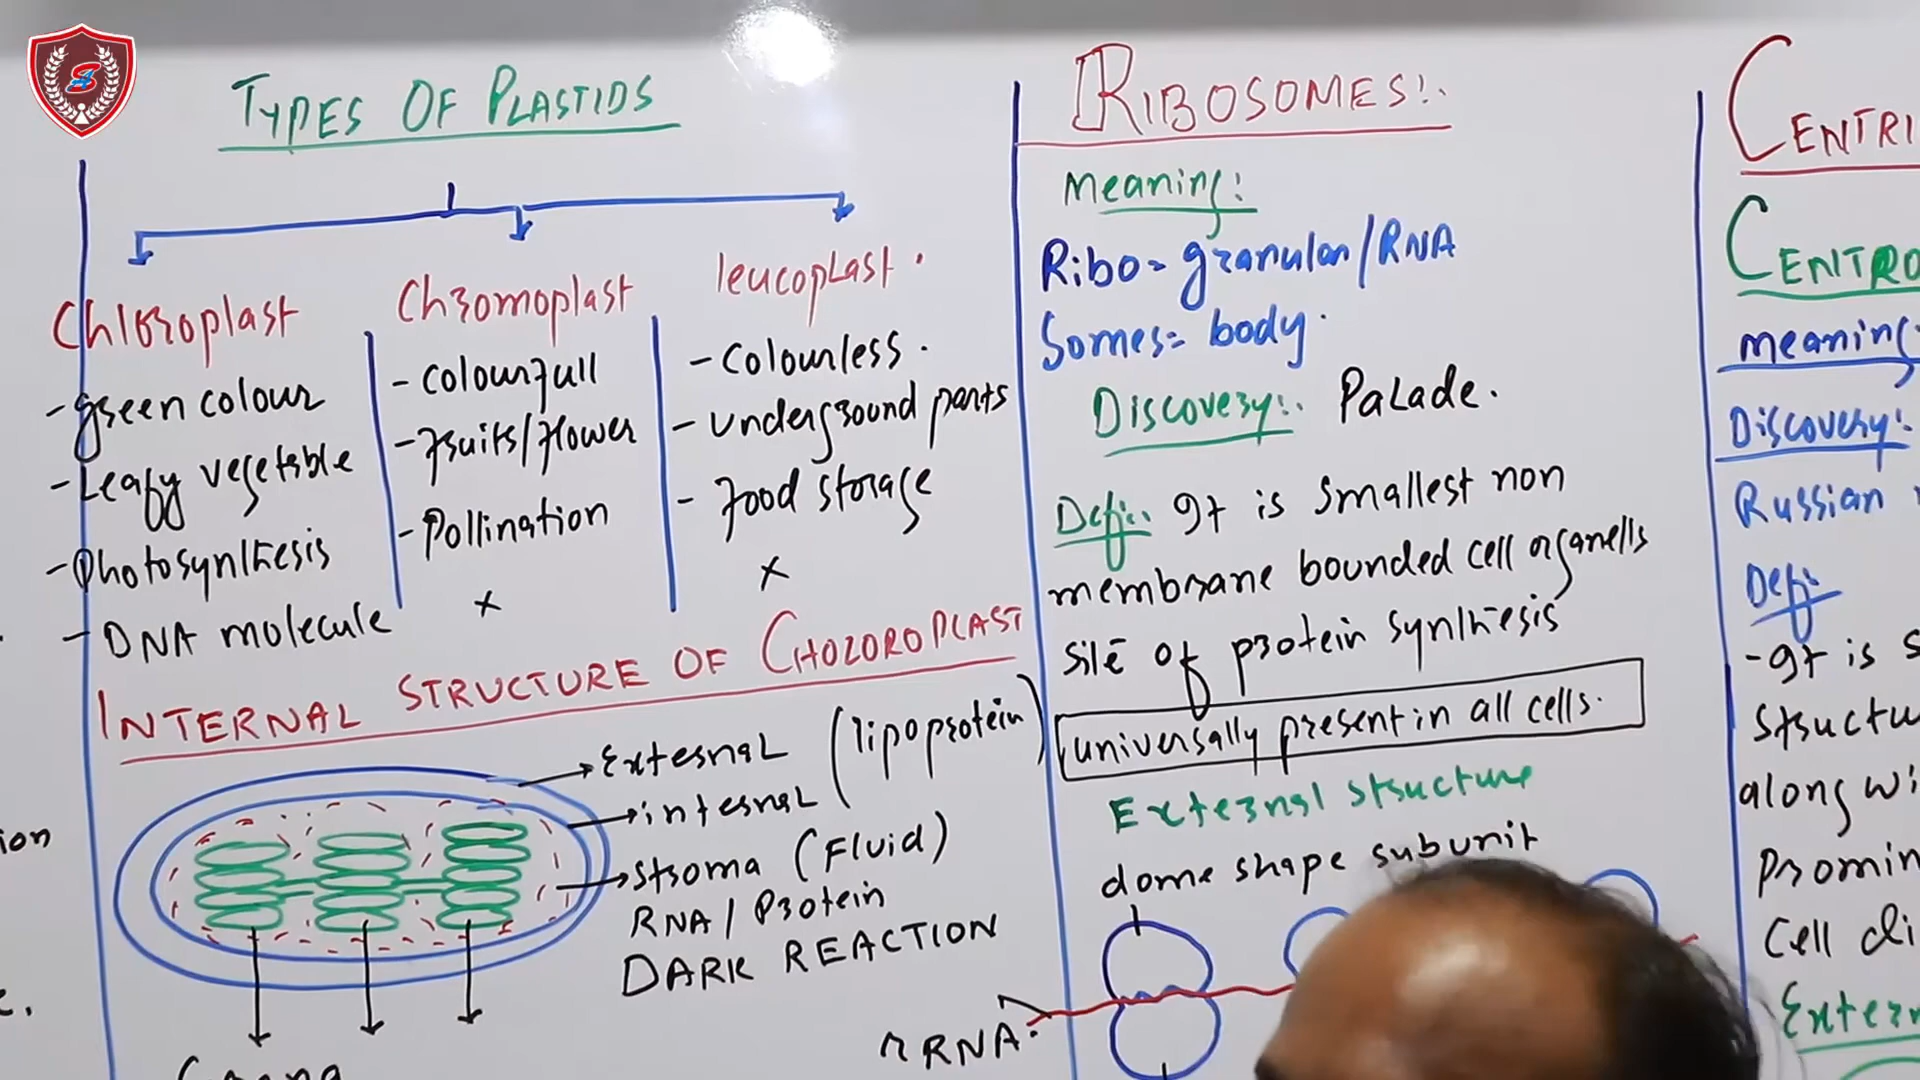 TYPES OF PLASTIDS
Chloroplast
- green colour
- Leafy vegetable
- Photosynthesis
- DNA molecule
Chromoplast
- colourfull
- fruits/flower
- Pollination
x
leucoplast.
- Colourless.
- underground parts
- food storage
x
INTERNAL STRUCTURE OF CHOLOROPLAST
External (lipoprotein)
internal
Stroma (Fluid)
RNA / Protein
DARK REACTION
RIBOSOMES:.
Meaning:
Ribo = granular/RNA
Somes = body.
DISCOVERY:. PaLade.
Defi:. It is smallest non
membrane bounded cell organells
site of protein synthesis
universally present in all cells.
External structure
dome shape subunit
rRNA.
CENTRI
CENTRO
meaning
Discovery:
Russian
Defi:
- It is s
structu
along wi
Promin
Cell di
Extern
ion